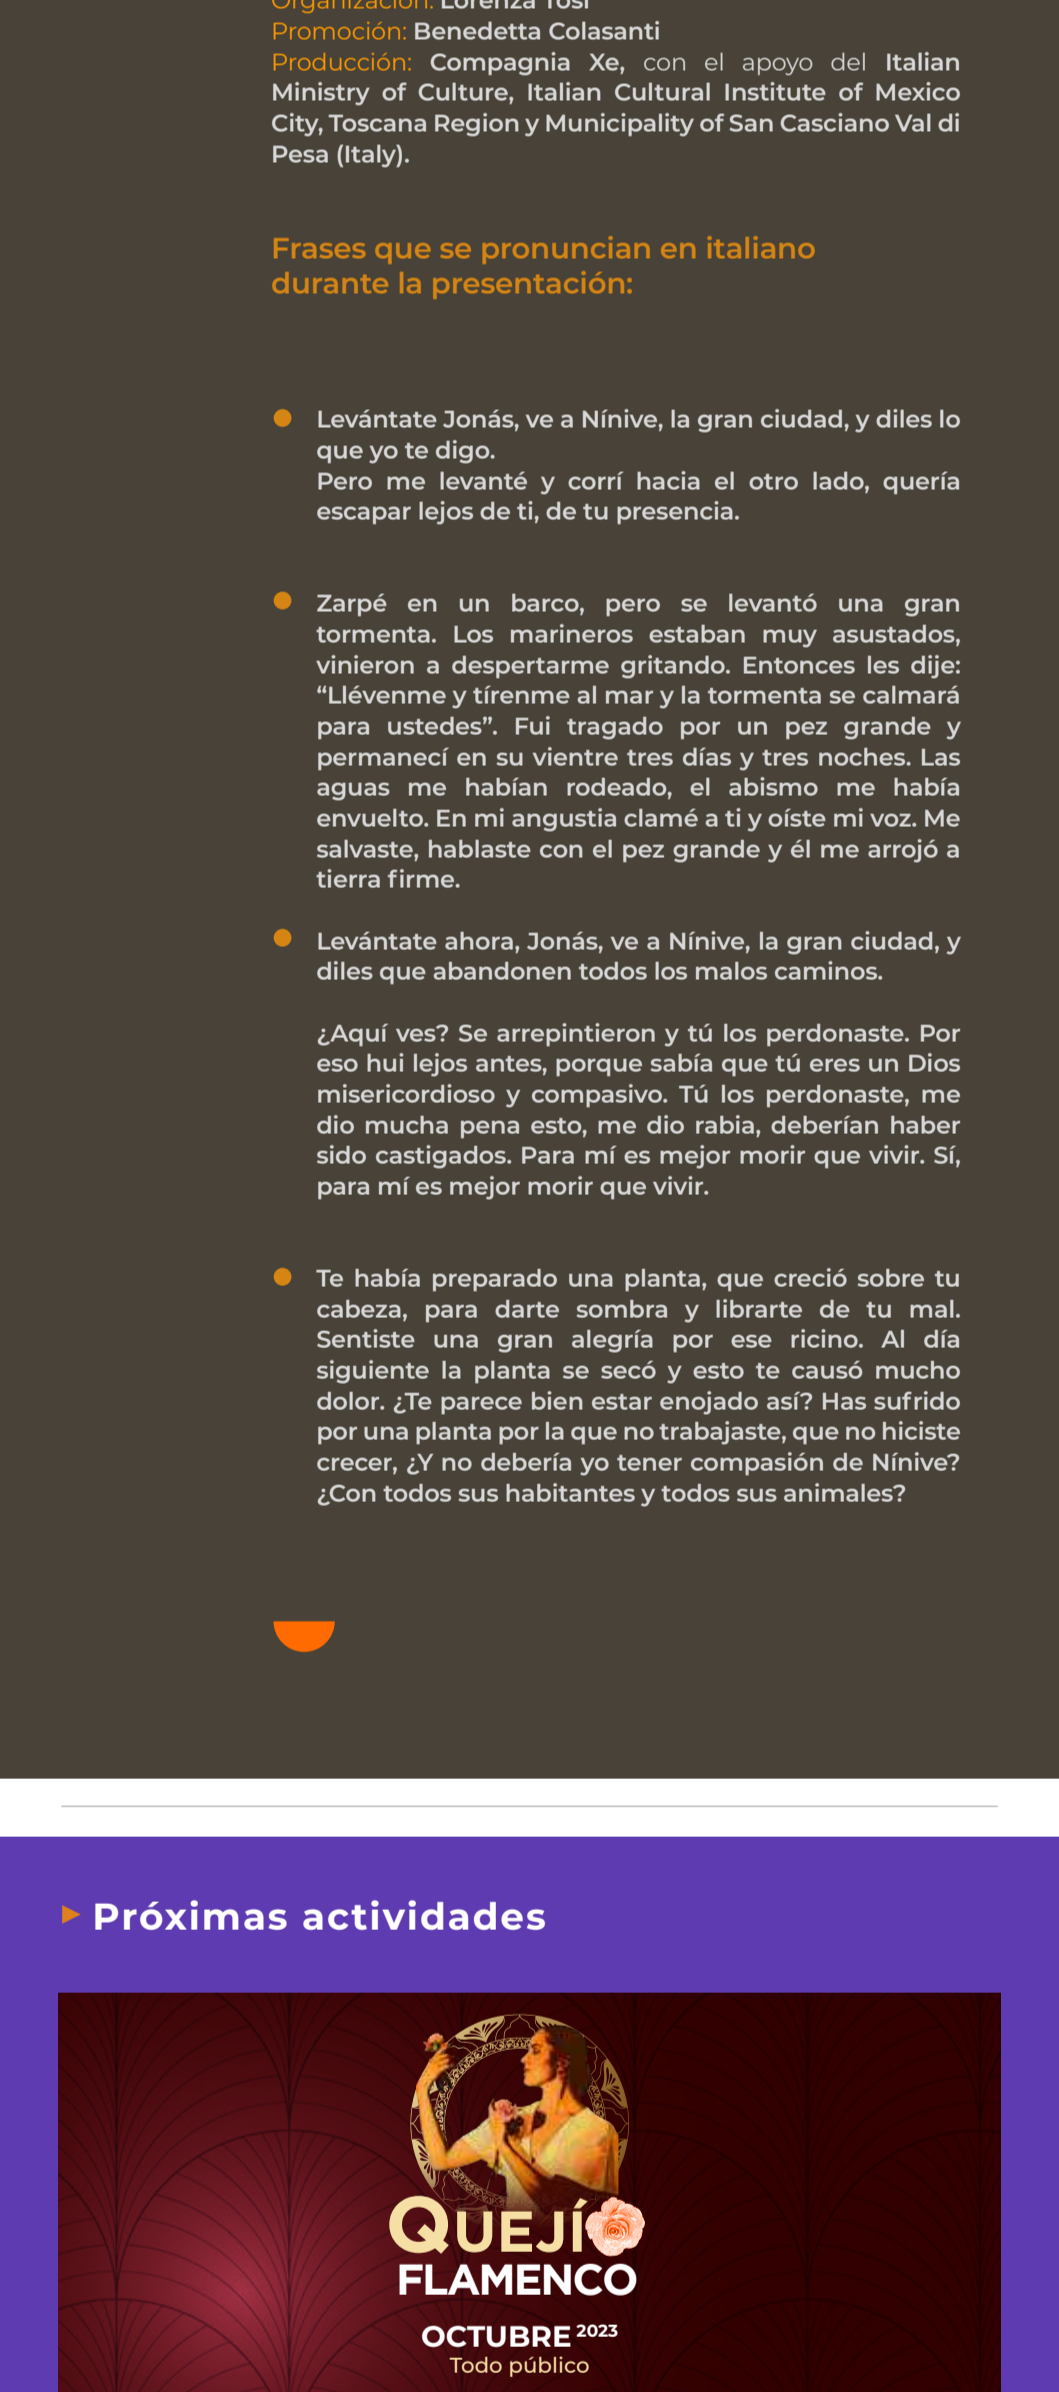 Organización: Lorenza Tosi
Promoción: Benedetta Colasanti
Producción: Compagnia Xe, con el apoyo del Italian
Ministry of Culture, Italian Cultural Institute of Mexico
City, Toscana Region y Municipality of San Casciano Val di
Pesa (Italy).
Frases que se pronuncian en italiano
durante la presentación:
Levántate Jonás, ve a Nínive, la gran ciudad, y diles lo
que yo te digo.
Pero me levanté y corrí hacia el otro lado, quería
escapar lejos de ti, de tu presencia.
Zarpé en un barco, pero se levantó una gran
tormenta. Los marineros estaban muy asustados,
vinieron a despertarme gritando. Entonces les dije:
“Llévenme y tírenme al mar y la tormenta se calmará
para ustedes”. Fui tragado por un pez grande y
permanecí en su vientre tres días y tres noches. Las
aguas me habían rodeado, el abismo me había
envuelto. En mi angustia clamé a ti y oíste mi voz. Me
salvaste, hablaste con el pez grande y él me arrojó a
tierra firme.
Levántate ahora, Jonás, ve a Nínive, la gran ciudad, y
diles que abandonen todos los malos caminos.
¿Aquí ves? Se arrepintieron y tú los perdonaste. Por
eso hui lejos antes, porque sabía que tú eres un Dios
misericordioso y compasivo. Tú los perdonaste, me
dio mucha pena esto, me dio rabia, deberían haber
sido castigados. Para mí es mejor morir que vivir. Sí,
para mí es mejor morir que vivir.
Te había preparado una planta, que creció sobre tu
cabeza, para darte sombra y librarte de tu mal.
Sentiste una gran alegría por ese ricino. Al día
siguiente la planta se secó y esto te causó mucho
dolor. ¿Te parece bien estar enojado así? Has sufrido
por una planta por la que no trabajaste, que no hiciste
crecer, ¿Y no debería yo tener compasión de Nínive?
¿Con todos sus habitantes y todos sus animales?
Próximas actividades
QUEJÍO
FLAMENCO
OCTUBRE 2023
Todo público